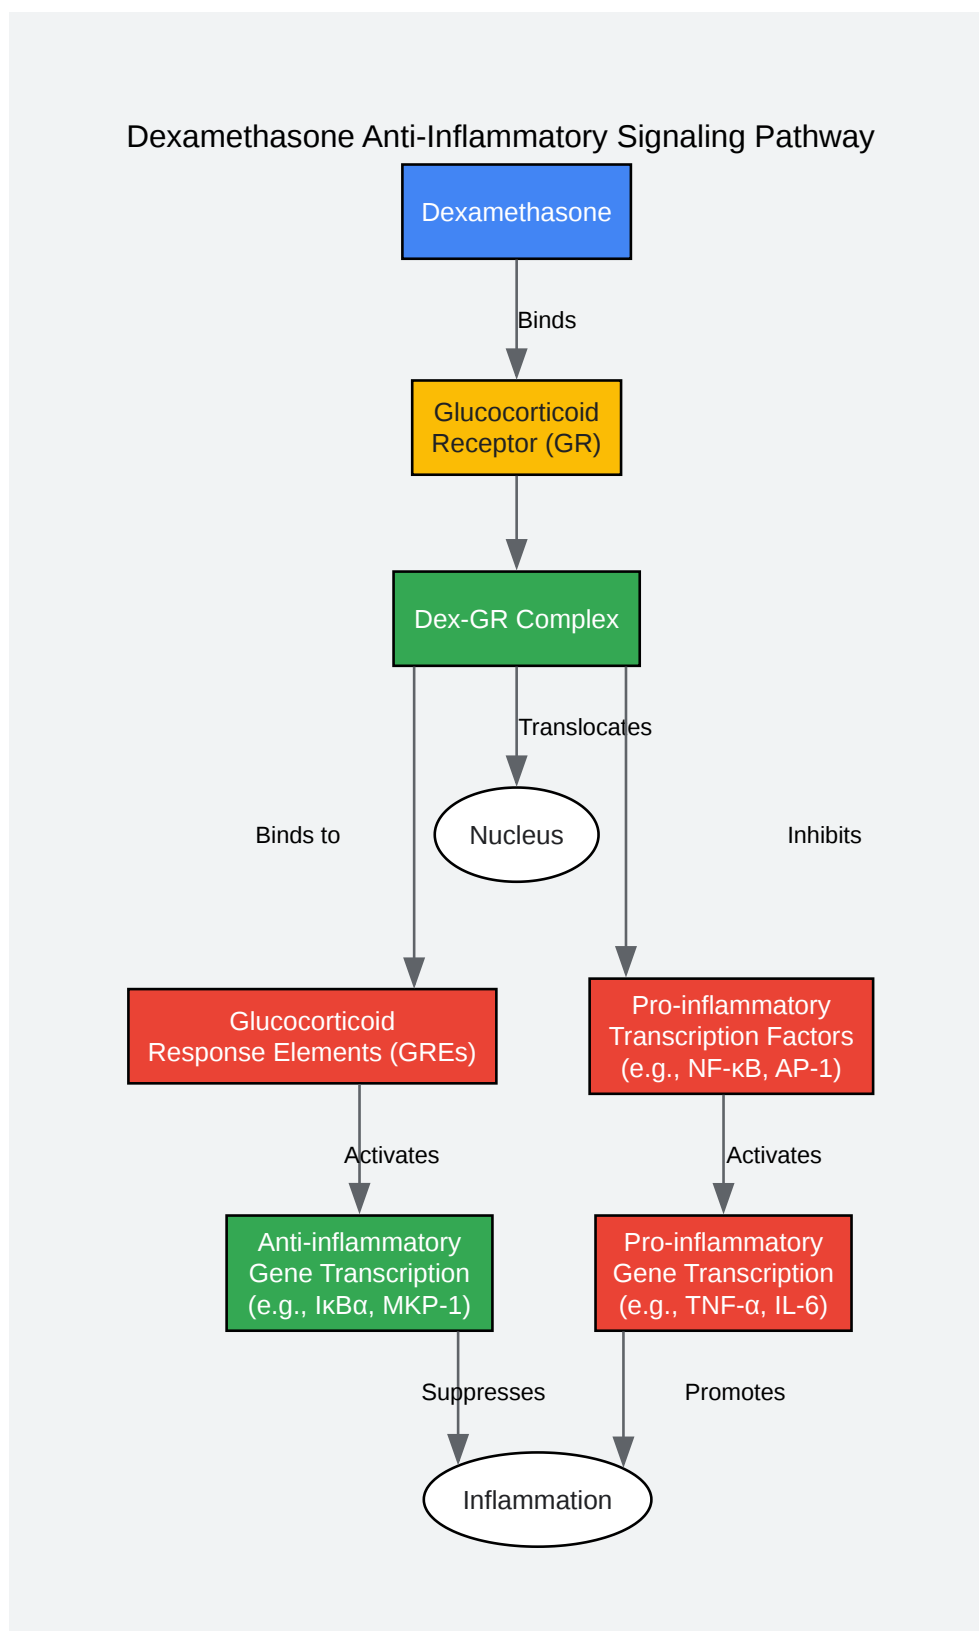 Dexamethasone Anti-Inflammatory Signaling Pathway
Dexamethasone
Binds
Glucocorticoid
Receptor (GR)
Dex-GR Complex
Translocates
Binds to
Nucleus
Inhibits
Glucocorticoid
Response Elements (GREs)
Pro-inflammatory
Transcription Factors
(e.g., NF-κB, AP-1)
Activates
Activates
Anti-inflammatory
Gene Transcription
(e.g., IκBα, MKP-1)
Pro-inflammatory
Gene Transcription
(e.g., TNF-α, IL-6)
Suppresses
Promotes
Inflammation